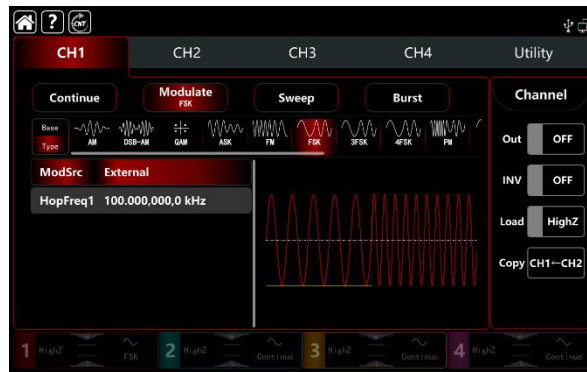 ? CNT
CH1 CH2 CH3 CH4 Utility
Continue Modulate Sweep Burst Channel
FSK
Base
Type AM DSB-AM QAM ASK FM FSK 3FSK 4FSK PM
Out OFF
ModSrc External
INV OFF
HopFreq1 100.000,000,0 kHz
Load HighZ
Copy CH1←CH2
1 HighZ FSK 2 HighZ Continue 3 HighZ Continue 4 HighZ Continue